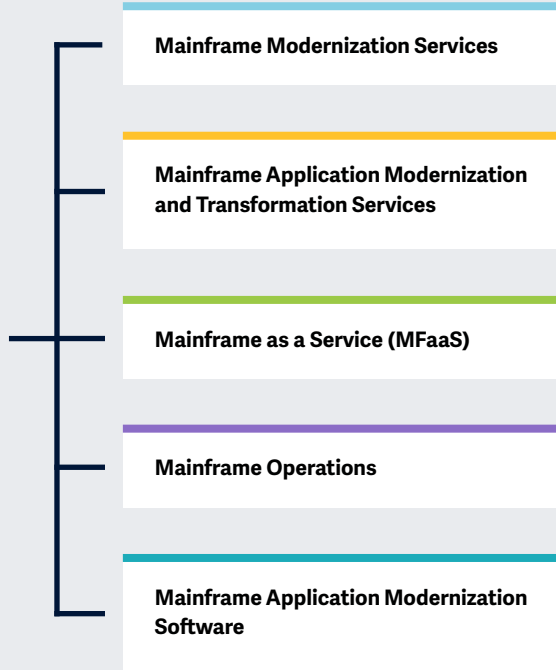 Mainframe Modernization Services
Mainframe Application Modernization
and Transformation Services
Mainframe as a Service (MFaaS)
Mainframe Operations
Mainframe Application Modernization
Software